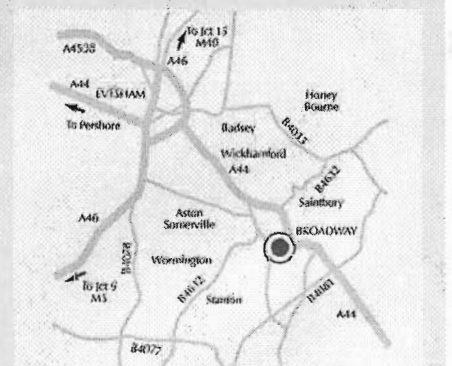 To Jct 15
M40
A4538
A46
A44
EVESHAM
Honey
Bourne
To Pershore
Badsey
B4035
Wickhamford
A44
B4632
Saintbury
A46
Aston
Somerville
BROADWAY
Wormington
B4078
To Jct 9
M5
B4632
Stanton
B4081
A44
B4077